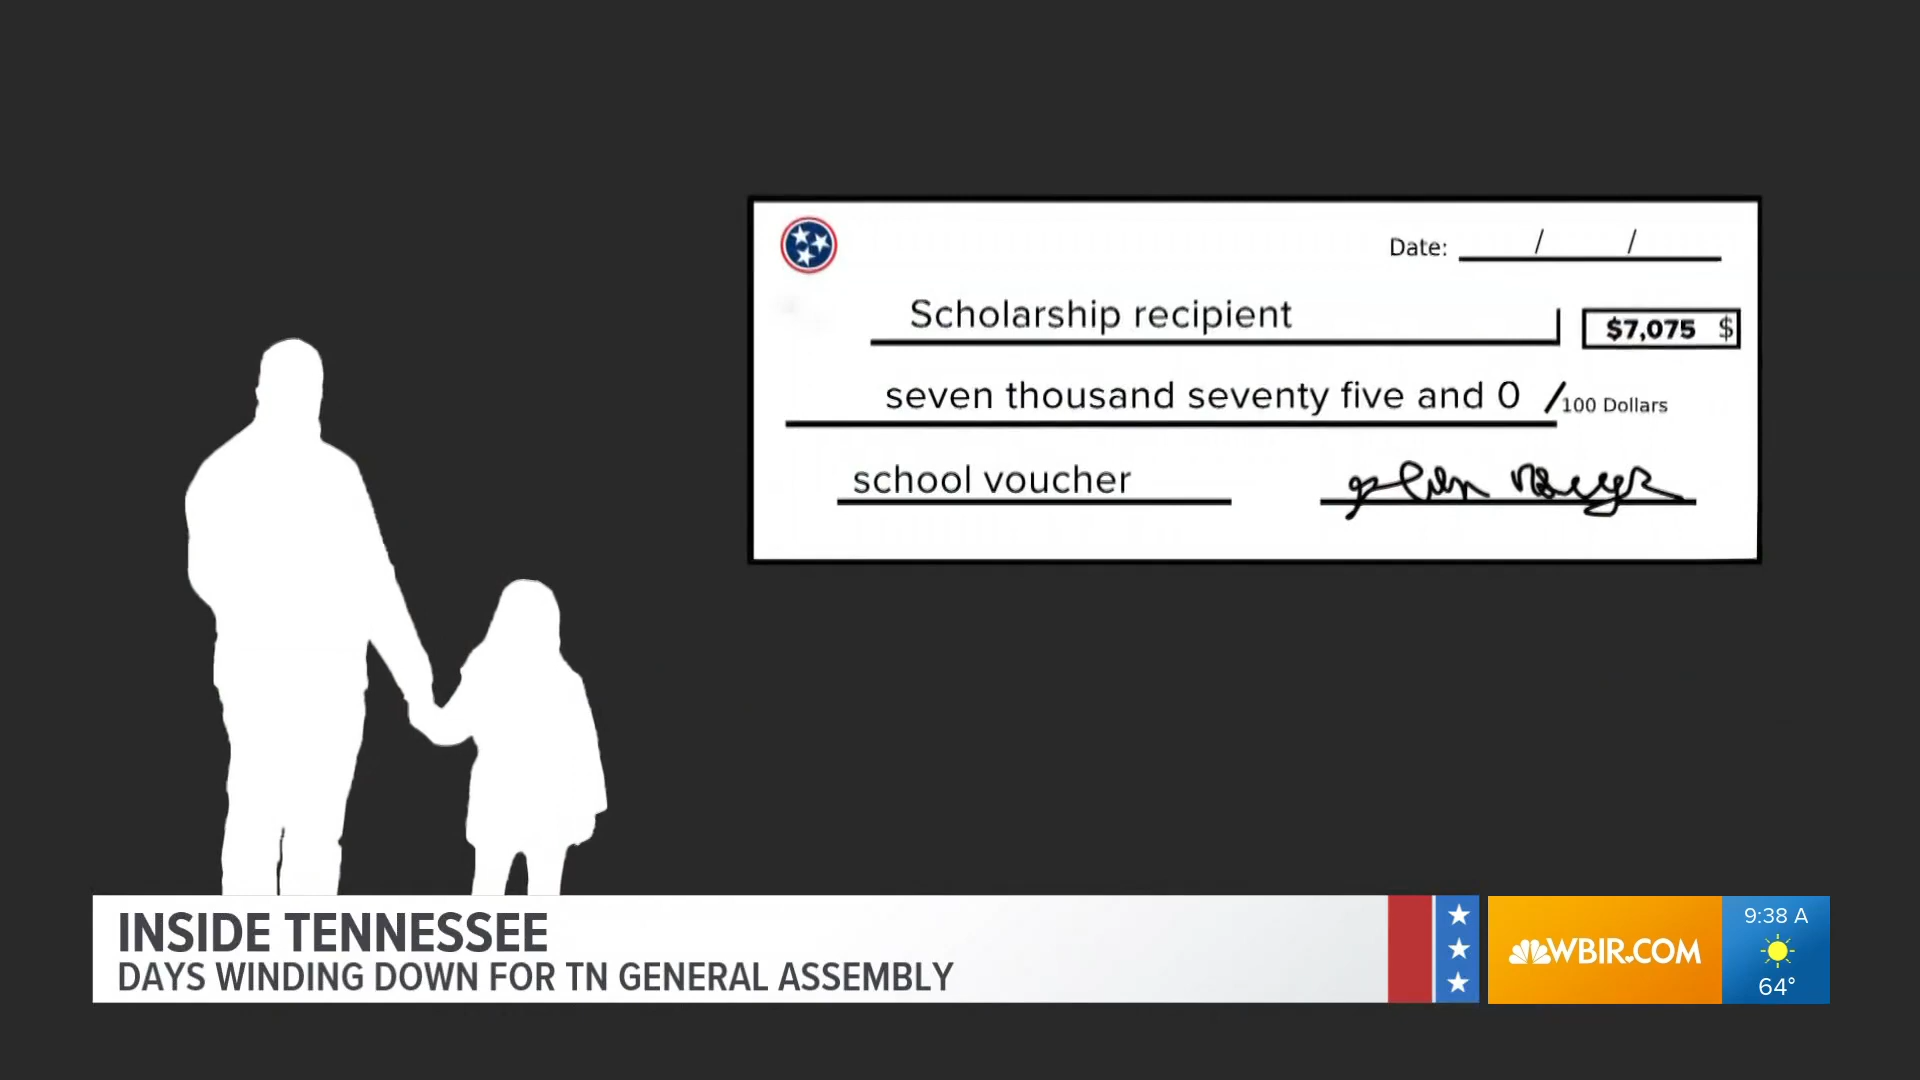 Date: / /
Scholarship recipient
$7,075 $
seven thousand seventy five and 0 /100 Dollars
school voucher
INSIDE TENNESSEE
DAYS WINDING DOWN FOR TN GENERAL ASSEMBLY
WBIR.COM
9:38 A
64°